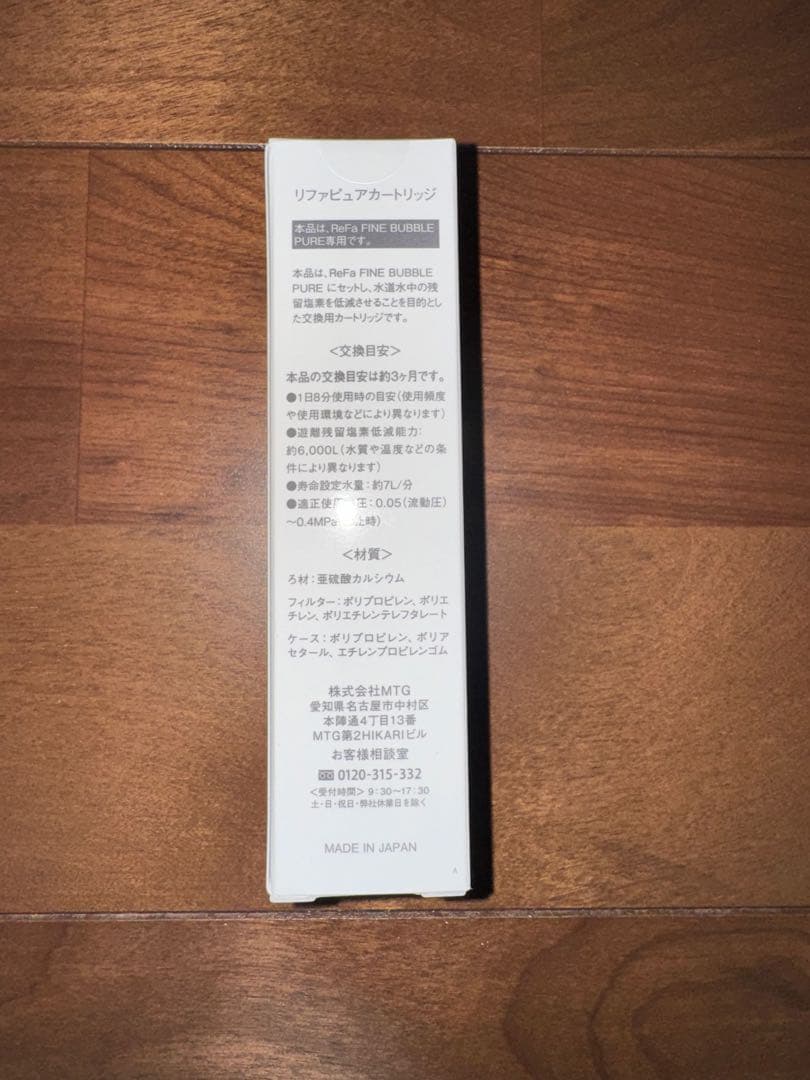 リファピュアカートリッジ
本品は、ReFa FINE BUBBLE
PURE専用です。
本品は、ReFa FINE BUBBLE
PURE にセットし、水道水中の残
留塩素を低減させることを目的とし
た交換用カートリッジです。
＜交換目安＞
本品の交換目安は約3ヶ月です。
●1日8分使用時の目安（使用頻度
や使用環境などにより異なります）
●遊離残留塩素低減能力：
約6,000L（水質や温度などの条
件により異なります）
●寿命設定水量：約7L/分
●適正使 圧：0.05（流動圧）
〜0.4MPa 止時）
＜材質＞
ろ材：亜硫酸カルシウム
フィルター：ポリプロピレン、ポリエ
チレン、ポリエチレンテレフタレート
ケース：ポリプロピレン、ポリア
セタール、エチレンプロピレンゴム
株式会社MTG
愛知県名古屋市中村区
本陣通4丁目13番
MTG第2HIKARIビル
お客様相談室
0120-315-332
＜受付時間＞ 9：30〜17：30
土・日・祝日・弊社休業日を除く
MADE IN JAPAN
A